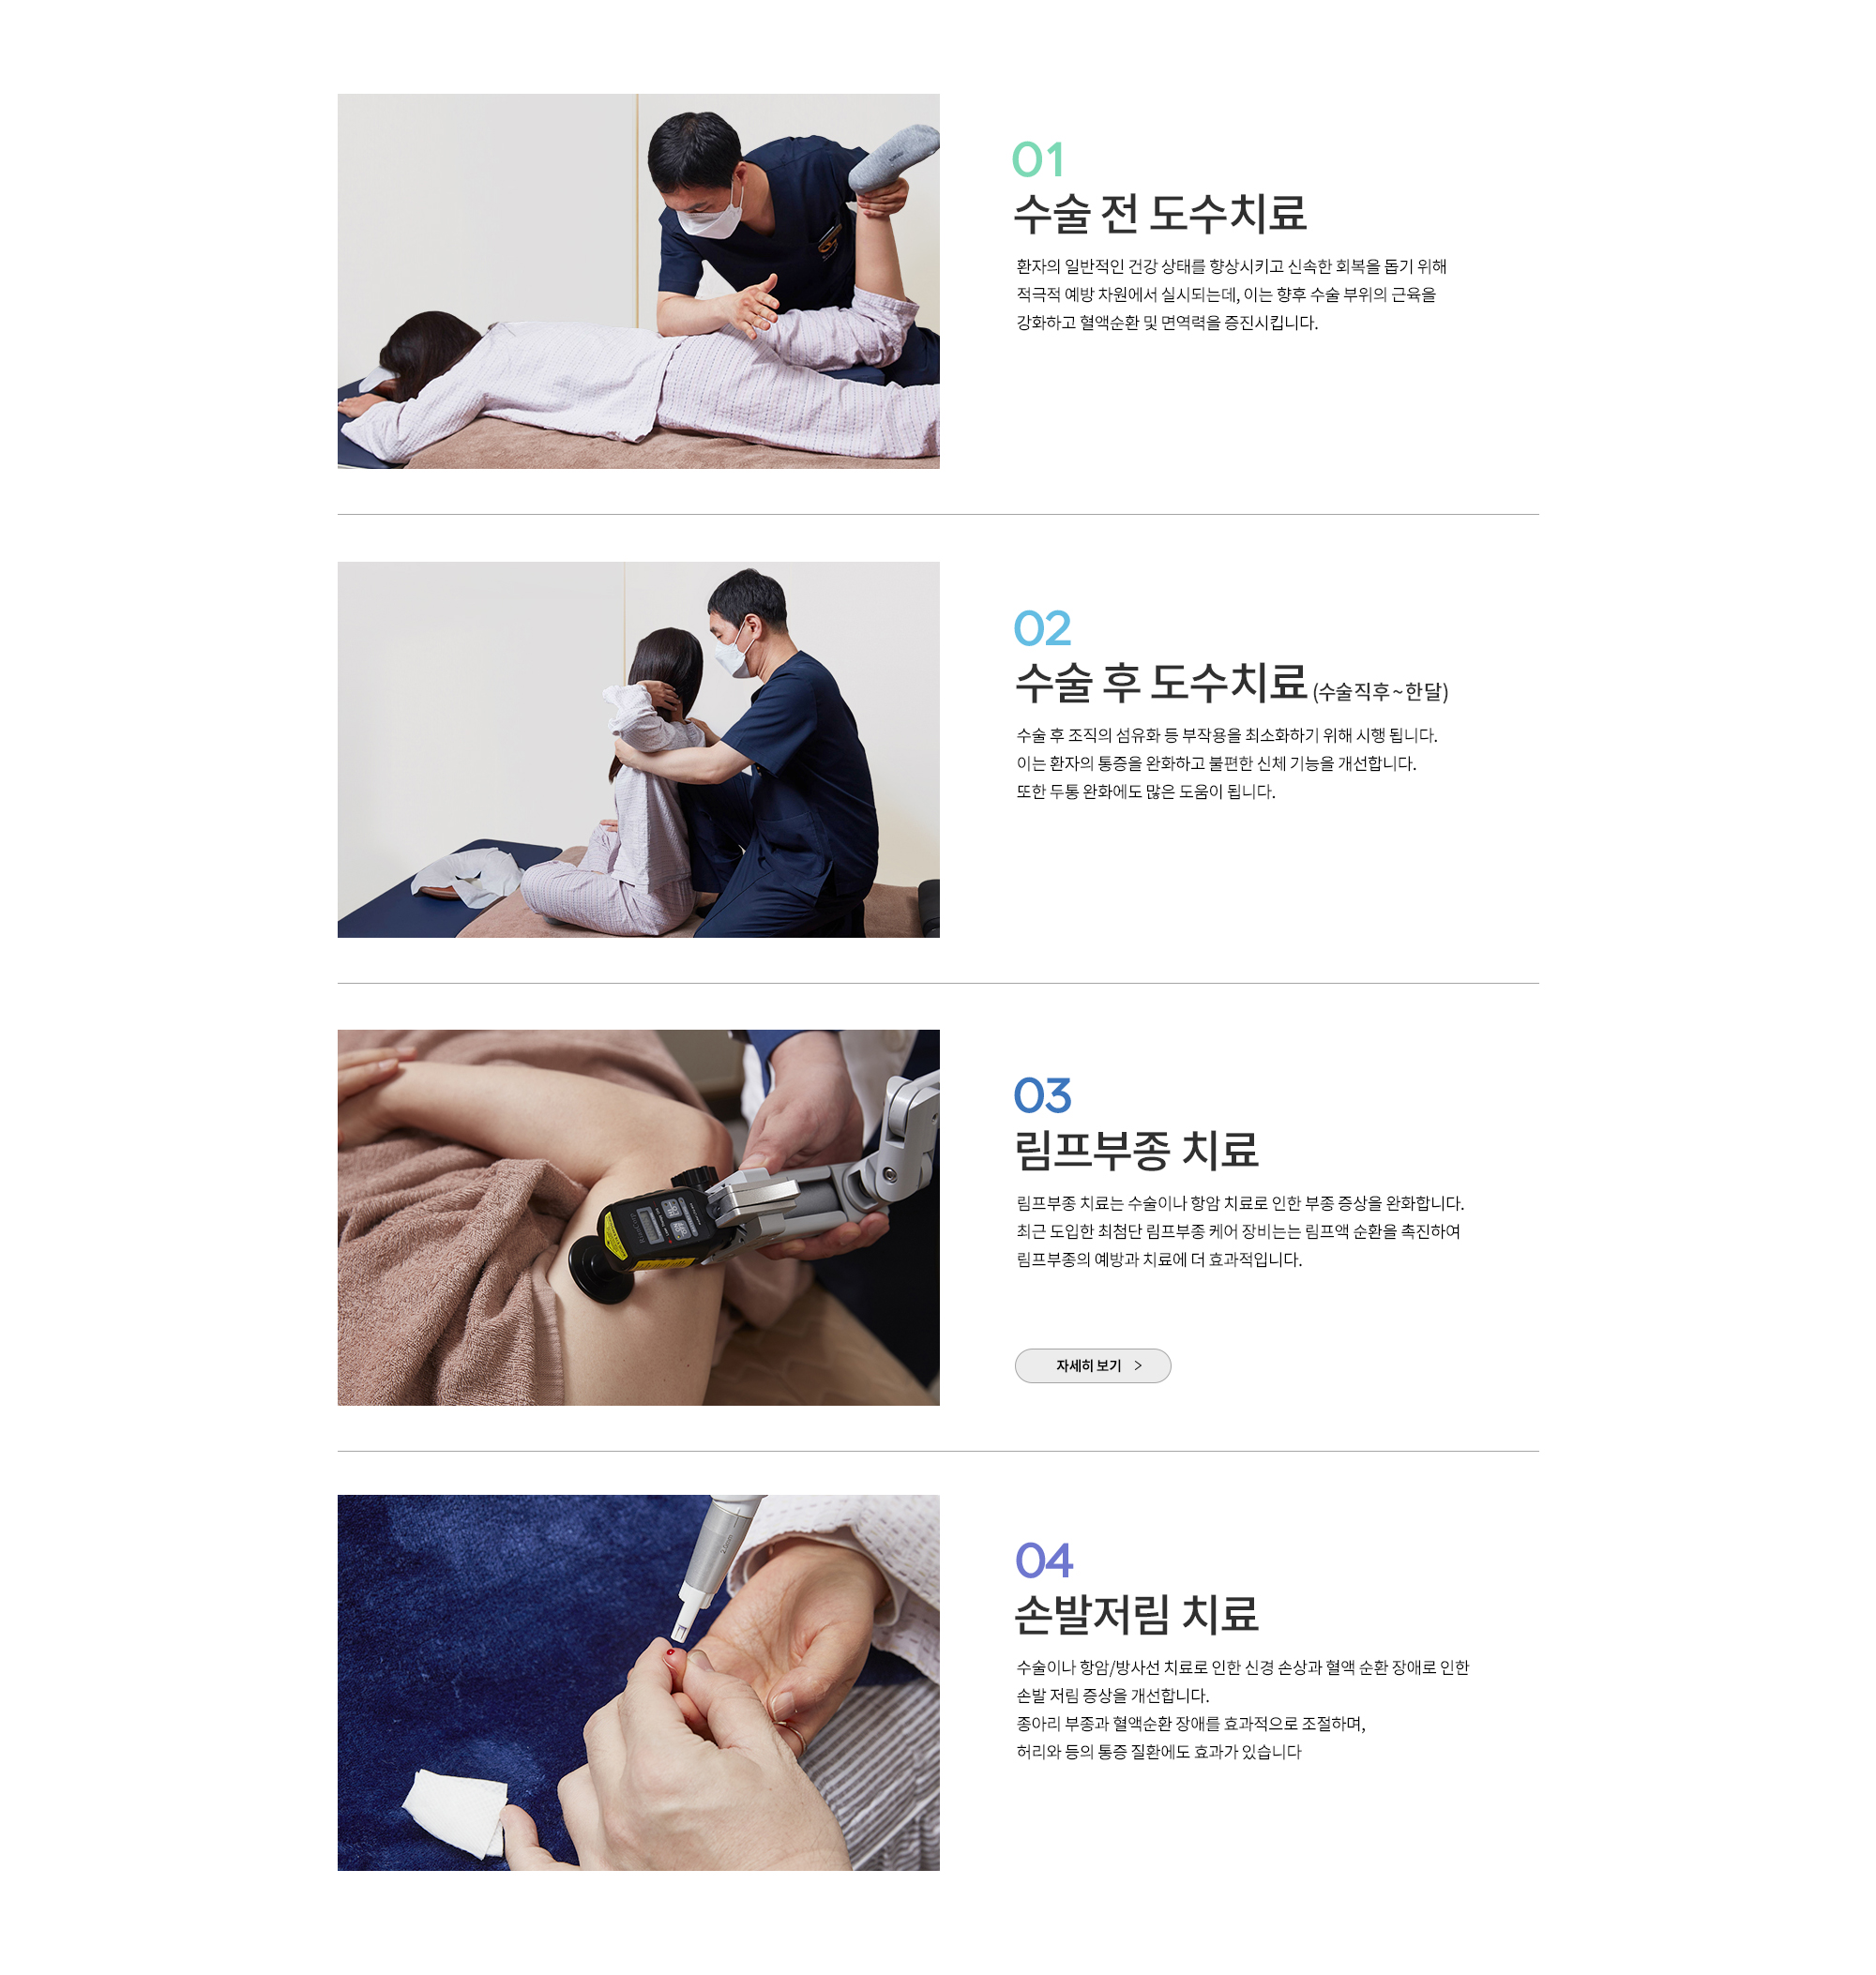 01
수술 전 도수치료
환자의 일반적인 건강 상태를 향상시키고 신속한 회복을 돕기 위해
적극적 예방 차원에서 실시되는데, 이는 향후 수술 부위의 근육을
강화하고 혈액순환 및 면역력을 증진시킵니다.
02
수술 후 도수치료 (수술직후~한달)
수술 후 조직의 섬유화 등 부작용을 최소화하기 위해 시행 됩니다.
이는 환자의 통증을 완화하고 불편한 신체 기능을 개선합니다.
또한 두통 완화에도 많은 도움이 됩니다.
03
림프부종 치료
림프부종 치료는 수술이나 항암 치료로 인한 부종 증상을 완화합니다.
최근 도입한 최첨단 림프부종 케어 장비는는 림프액 순환을 촉진하여
림프부종의 예방과 치료에 더 효과적입니다.
자세히 보기 >
04
손발저림 치료
수술이나 항암/방사선 치료로 인한 신경 손상과 혈액 순환 장애로 인한
손발 저림 증상을 개선합니다.
종아리 부종과 혈액순환 장애를 효과적으로 조절하며,
허리와 등의 통증 질환에도 효과가 있습니다